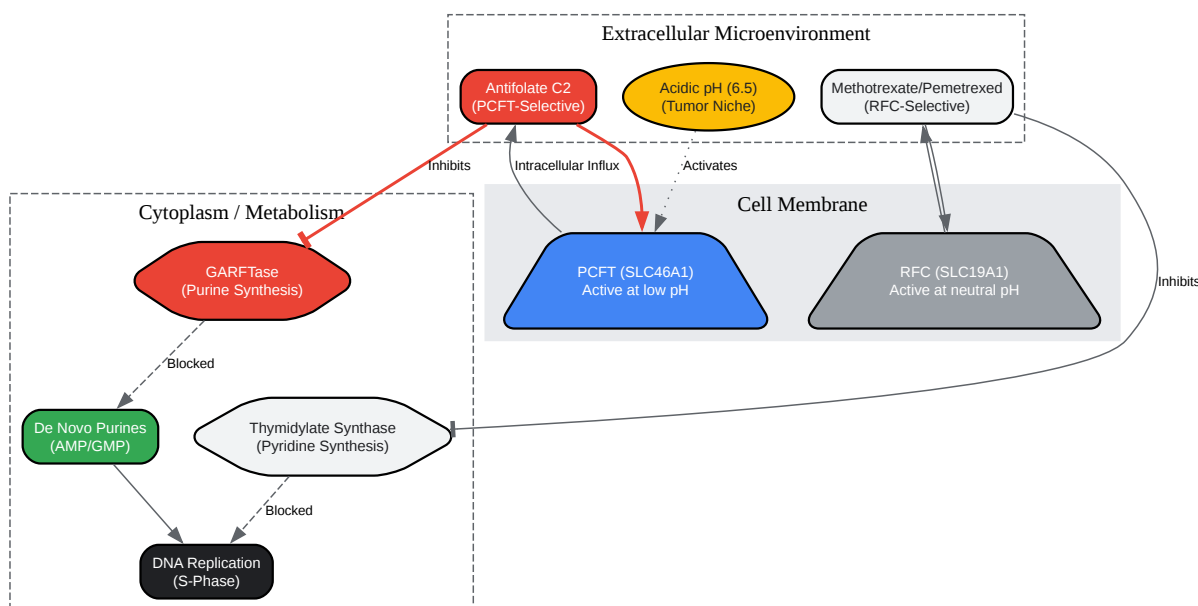 Extracellular Microenvironment
Antifolate C2
(PCFT-Selective)
Acidic pH (6.5)
(Tumor Niche)
Methotrexate/Pemetrexed
(RFC-Selective)
Inhibits
Intracellular Influx
Activates
Inhibits
Cell Membrane
PCFT (SLC46A1)
Active at low pH
RFC (SLC19A1)
Active at neutral pH
Cytoplasm / Metabolism
GARFTase
(Purine Synthesis)
Blocked
De Novo Purines
(AMP/GMP)
Thymidylate Synthase
(Pyridine Synthesis)
Blocked
DNA Replication
(S-Phase)